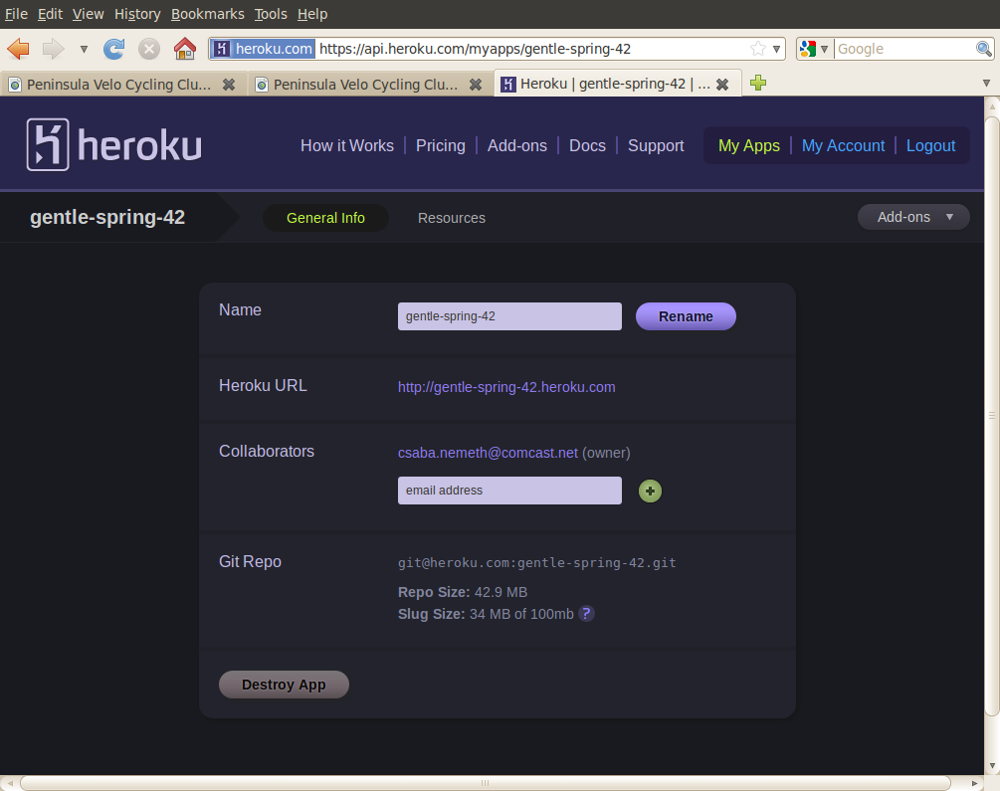 File Edit View History Bookmarks Tools Help
heroku.com https://api.heroku.com/myapps/gentle-spring-42 Google
Peninsula Velo Cycling Clu... Peninsula Velo Cycling Clu... Heroku | gentle-spring-42 | ...
heroku How it Works Pricing Add-ons Docs Support My Apps My Account Logout
gentle-spring-42 General Info Resources Add-ons
Name gentle-spring-42 Rename
Heroku URL http://gentle-spring-42.heroku.com
Collaborators csaba.nemeth@comcast.net (owner)
email address
Git Repo git@heroku.com:gentle-spring-42.git
Repo Size: 42.9 MB
Slug Size: 34 MB of 100mb ?
Destroy App